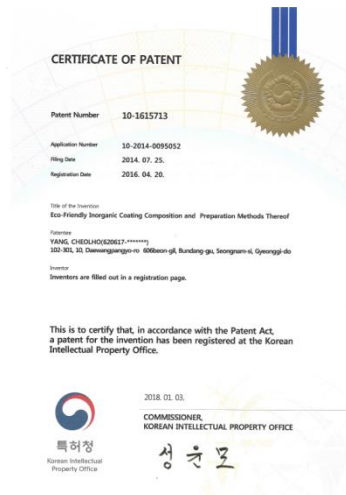 CERTIFICATE OF PATENT
Patent Number 10-1615713
Application Number 10-2014-0095052
Filing Date 2014. 07. 25.
Registration Date 2016. 04. 20.
Title of the Invention
Eco-Friendly Inorganic Coating Composition and Preparation Methods Thereof
Patentee
YANG, CHEOLHO(620617-*******)
102-301, 10, Daewangpangyo-ro 606beon-gil, Bundang-gu, Seongnam-si, Gyeonggi-do
Inventor
Inventors are filled out in a registration page.
This is to certify that, in accordance with the Patent Act,
a patent for the invention has been registered at the Korean
Intellectual Property Office.
2018. 01. 03.
COMMISSIONER,
KOREAN INTELLECTUAL PROPERTY OFFICE
특허청
Korean Intellectual
Property Office
성윤모